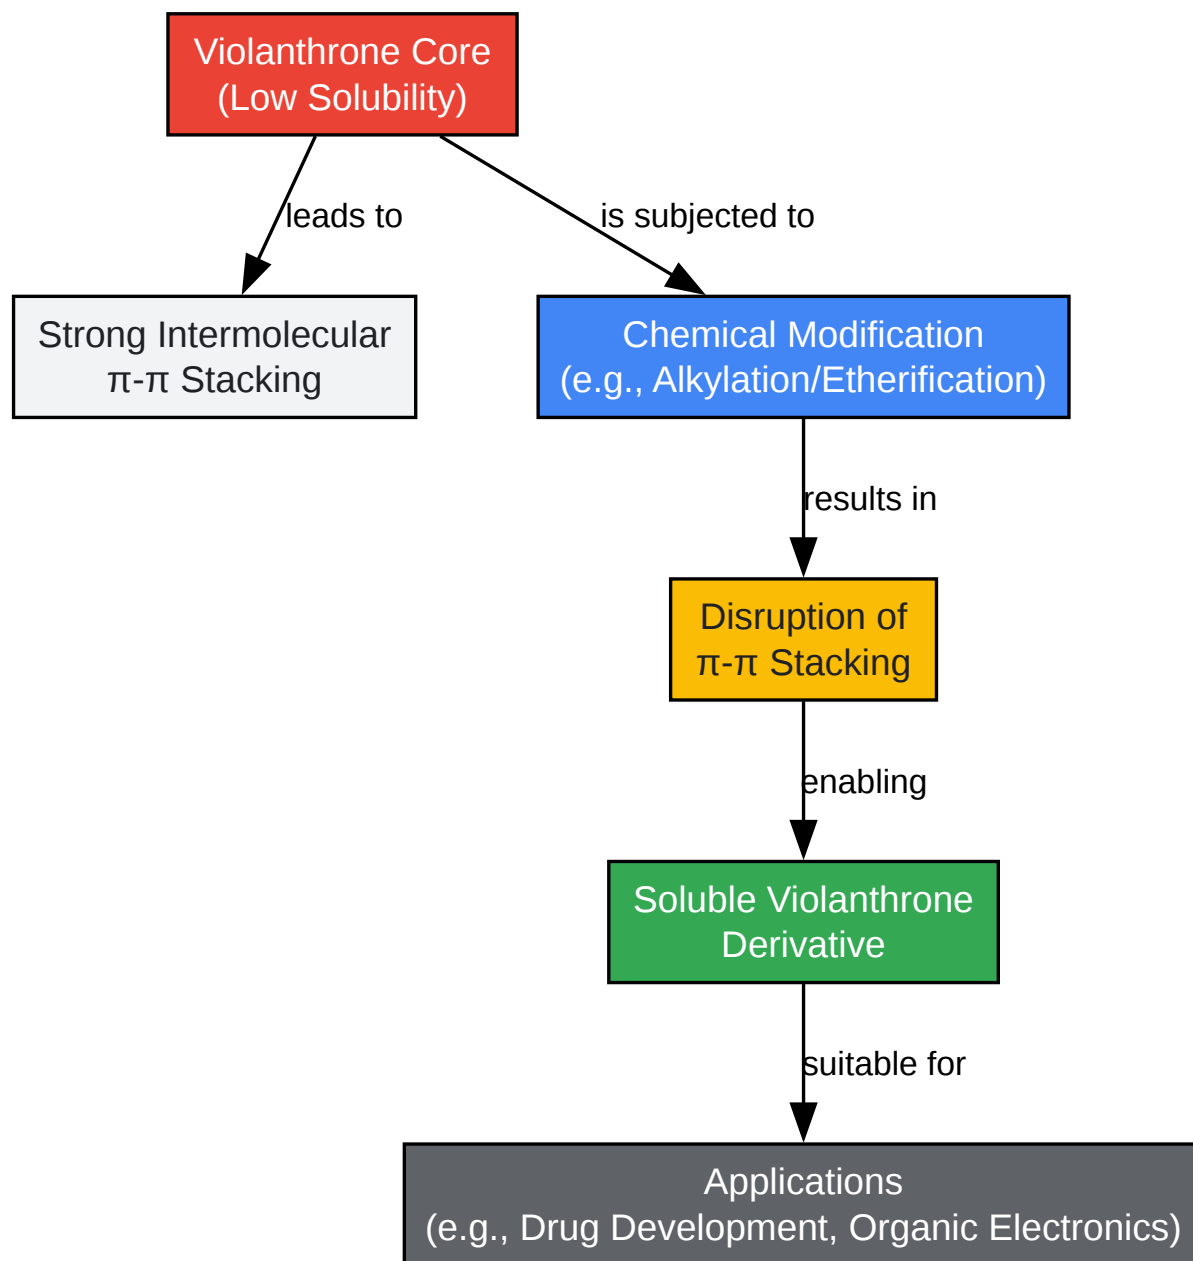 Violanthrone Core
(Low Solubility)
leads to
is subjected to
Strong Intermolecular
π-π Stacking
Chemical Modification
(e.g., Alkylation/Etherification)
results in
Disruption of
π-π Stacking
enabling
Soluble Violanthrone
Derivative
suitable for
Applications
(e.g., Drug Development, Organic Electronics)